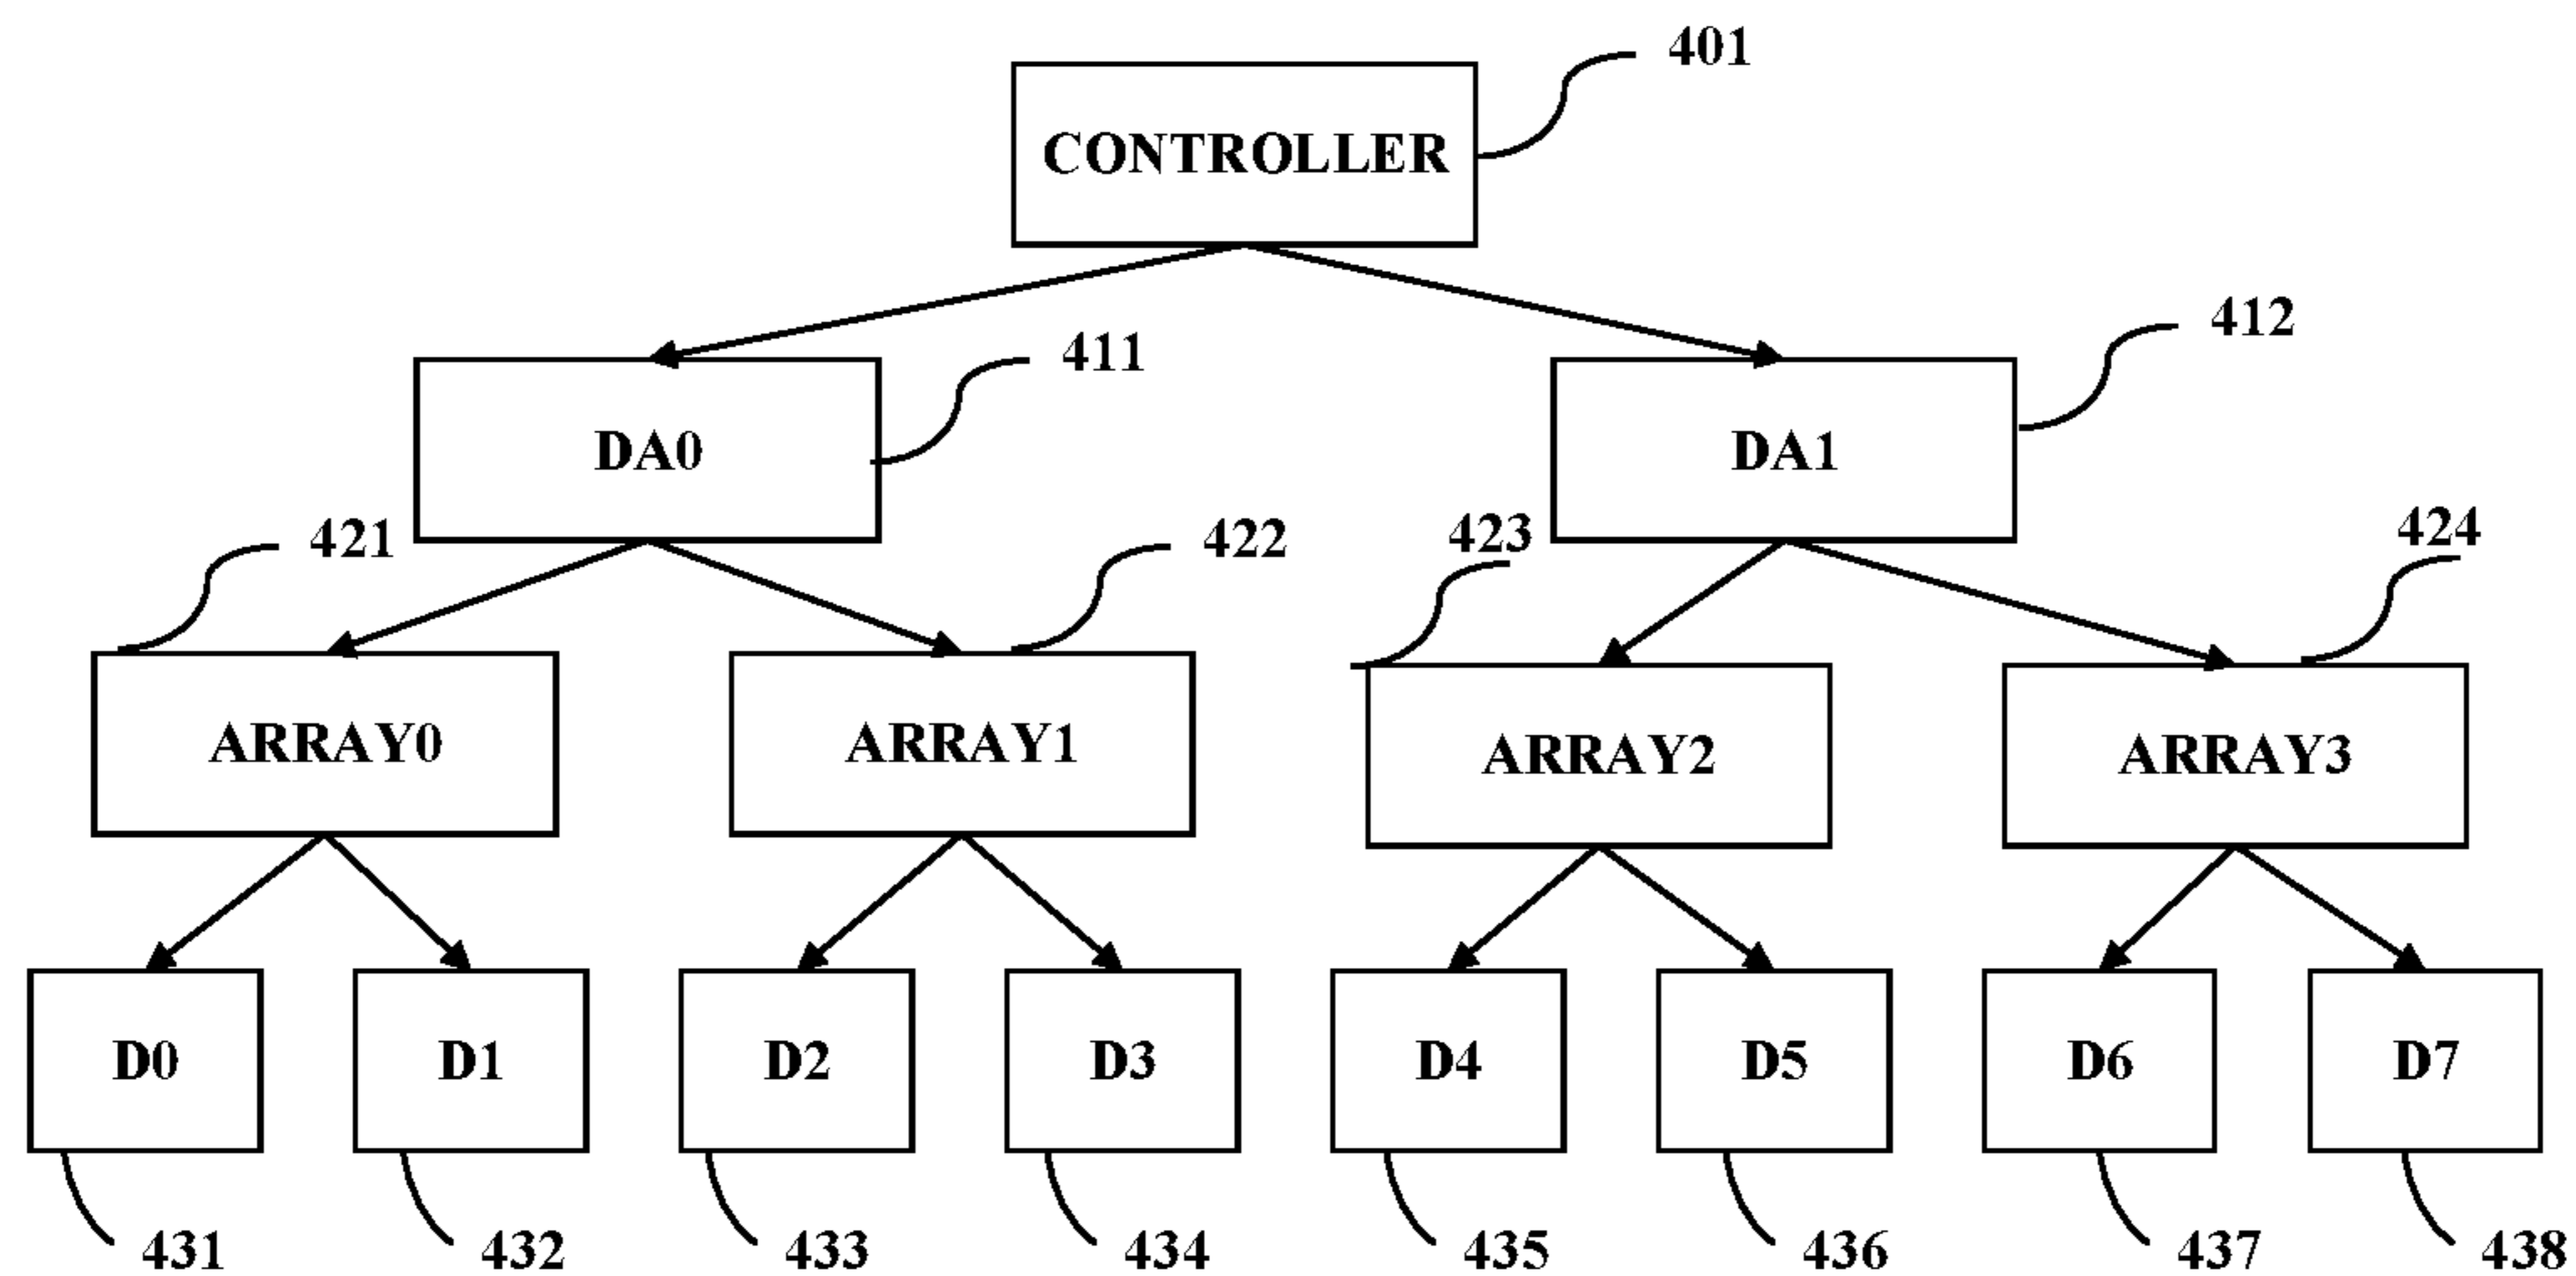 401
CONTROLLER
412
411
DA0
DA1
421
422
423
424
ARRAY0
ARRAY1
ARRAY2
ARRAY3
D0
D1
D2
D3
D4
D5
D6
D7
431
432
433
434
435
436
437
438